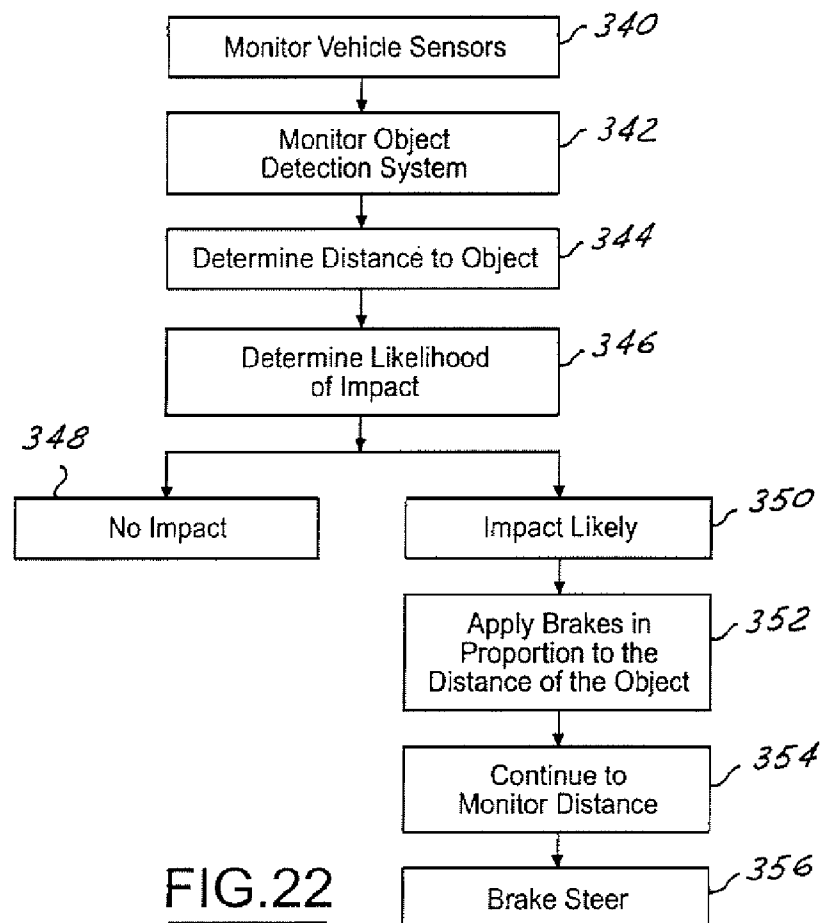 Monitor Vehicle Sensors
340
Monitor Object
Detection System
342
Determine Distance to Object
344
Determine Likelihood
of Impact
346
348
No Impact
Impact Likely
350
Apply Brakes in
Proportion to the
Distance of the Object
352
Continue to
Monitor Distance
354
Brake Steer
356
FIG.22